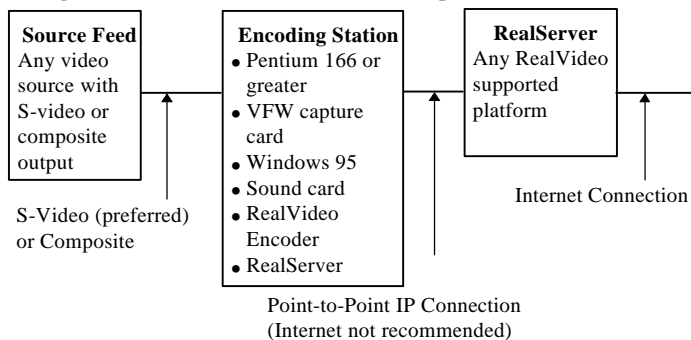 Source Feed
Any video
source with
S-video or
composite
output
Encoding Station
● Pentium 166 or
greater
● VFW capture
card
● Windows 95
● Sound card
● RealVideo
Encoder
● RealServer
RealServer
Any RealVideo
supported
platform
S-Video (preferred)
or Composite
Internet Connection
Point-to-Point IP Connection
(Internet not recommended)